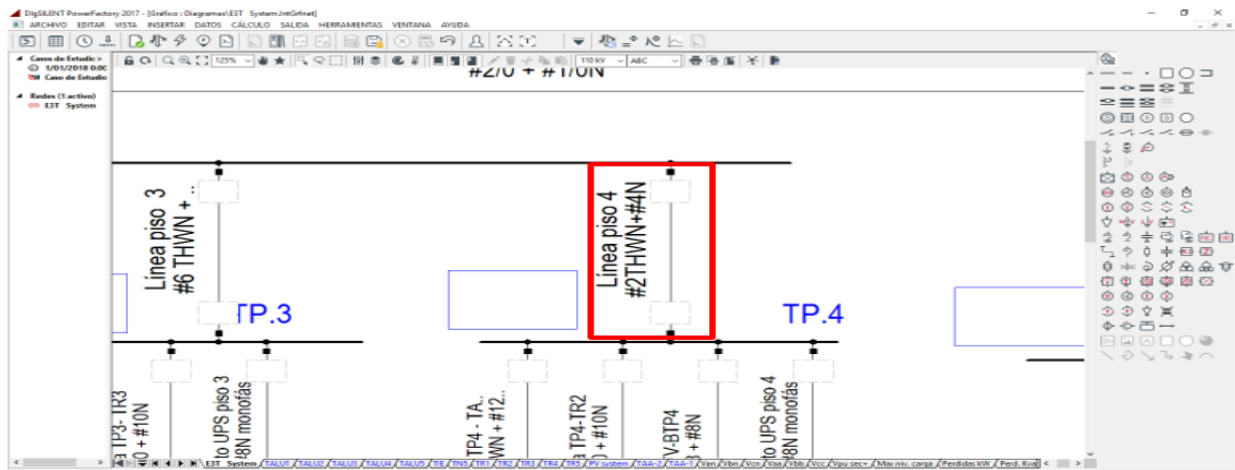 DIgSILENT PowerFactory 2017 - [Gráfico : Diagramas\E3T System.IntGrfnet]
ARCHIVO EDITAR VISTA INSERTAR DATOS CÁLCULO SALIDA HERRAMIENTAS VENTANA AYUDA
Casos de Estudio >
1/01/2018 0:0C
Caso de Estudio
Redes (1 activo)
E3T System
125%
110 kV
ABC
#2/0 + #1/0N
Línea piso 3
#6 THWN + ..
Línea piso 4
#2THWN+#4N
TP.3
TP.4
a TP3- TR3
0 + #10N
to UPS piso 3
#8N monofás
TP4 - TA..
WN + #12..
a TP4-TR2
0 + #10N
V-BTP4
8 + #8N
to UPS piso 4
#8N monofás
E3T System TALU1 TALU2 TALU3 TALU4 TALU5 TIE TNS TR1 TR2 TR3 TR4 TR5 PV system TAA-2 TAA-1 Van Vbn Vcn Vaa Vbb Vcc Vpu sec+ Max niv. carga Perdidas kW Perd. Kva